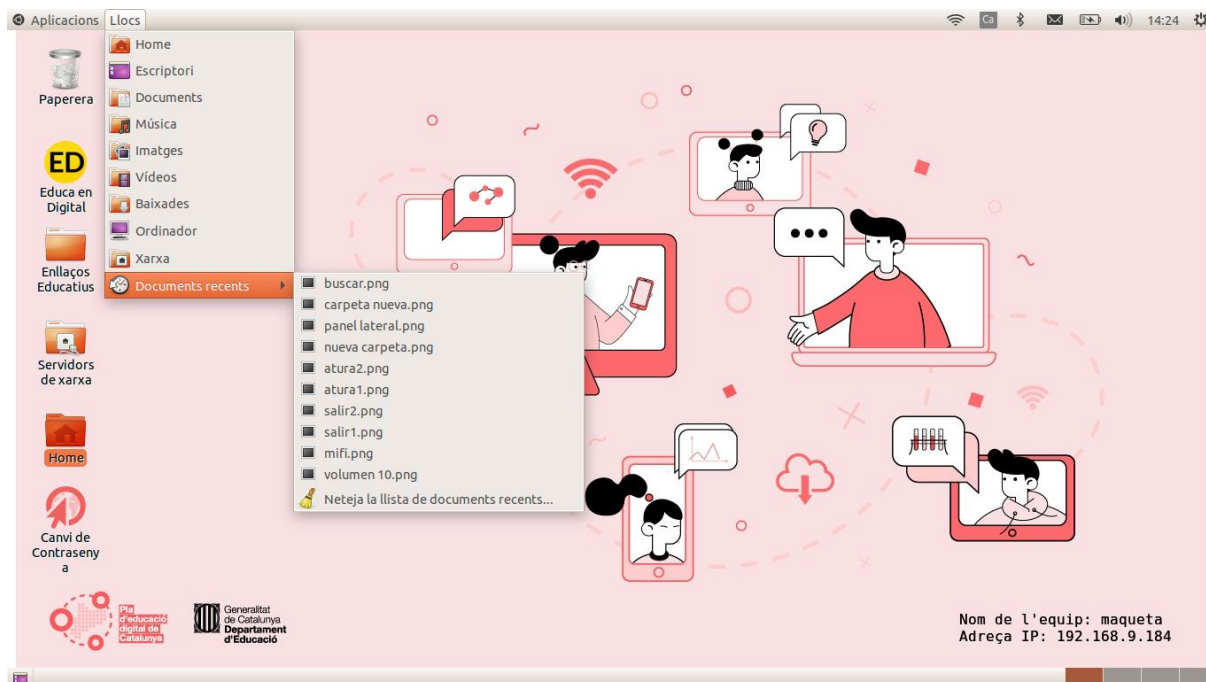 Aplicacions Llocs
Ca
14:24
Home
Escriptori
Documents
Música
Imatges
Vídeos
Baixades
Ordinador
Xarxa
Documents recents
buscar.png
carpeta nueva.png
panel lateral.png
nueva carpeta.png
atura2.png
atura1.png
salir2.png
salir1.png
mifi.png
volumen 10.png
Neteja la llista de documents recents...
Paperera
ED
Educa en
Digital
Enllaços
Educatius
Servidors
de xarxa
Home
Canvi de
Contraseny
a
Pla
d'educació
digital de
Catalunya
Generalitat
de Catalunya
Departament
d'Educació
Nom de l'equip: maqueta
Adreça IP: 192.168.9.184